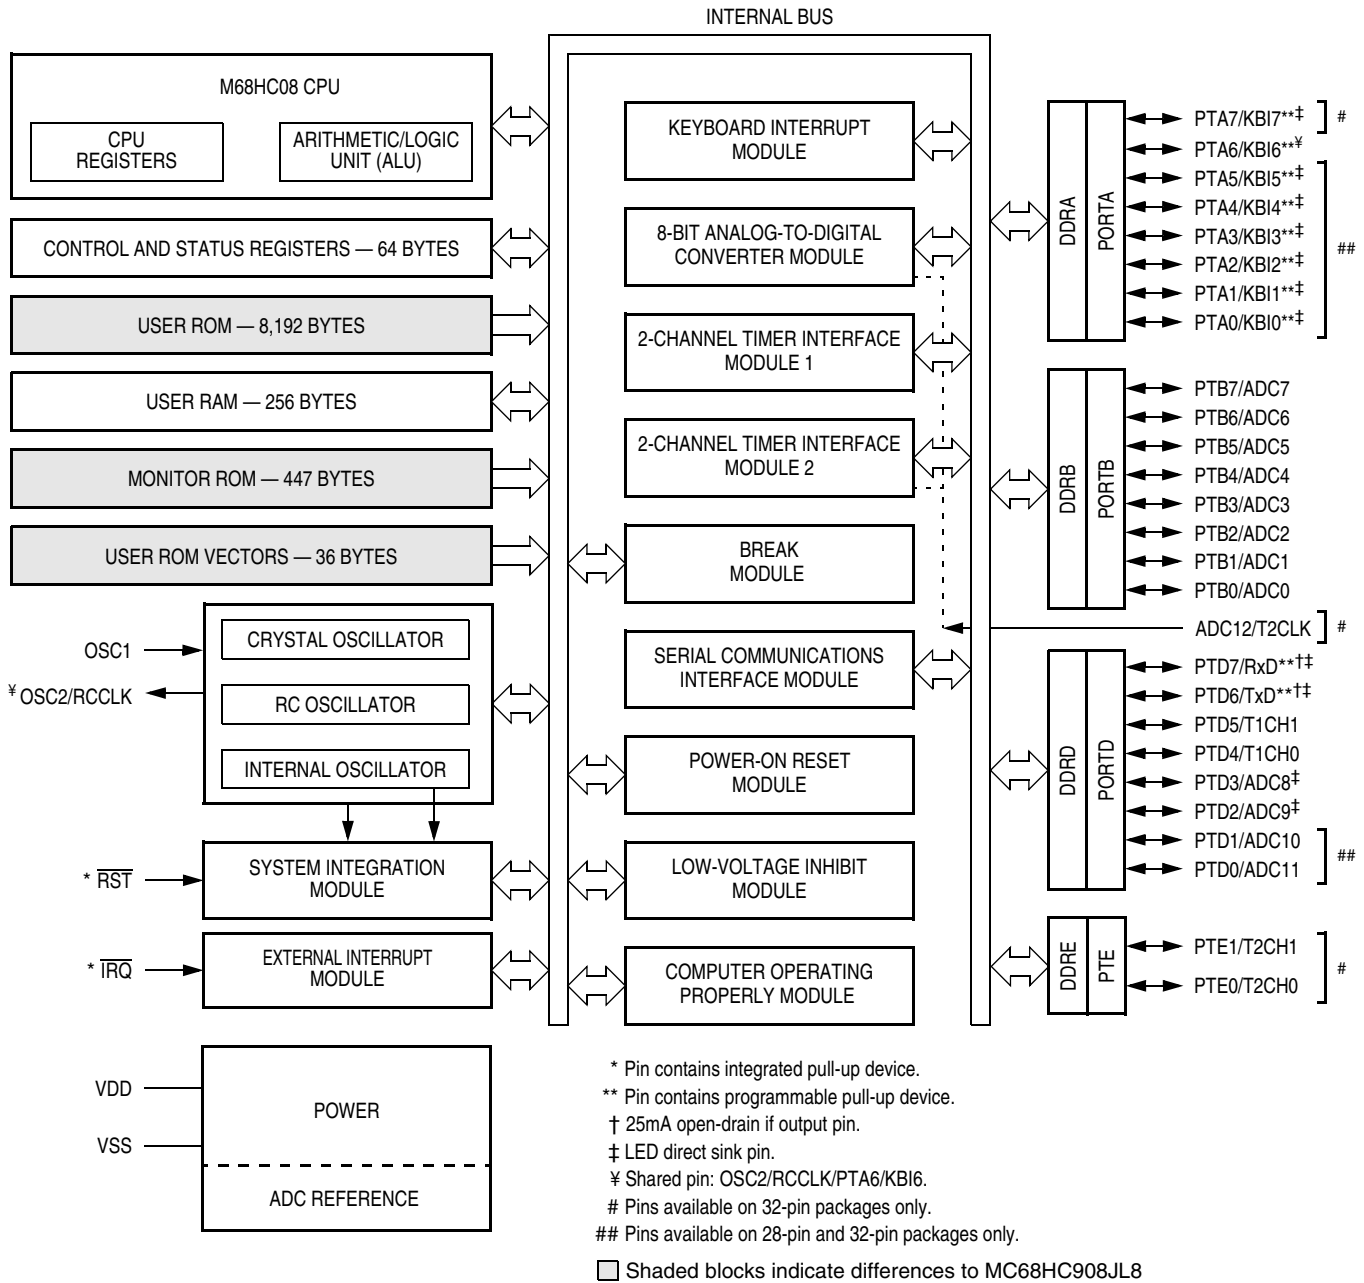 INTERNAL BUS
M68HC08 CPU
CPU
REGISTERS
ARITHMETIC/LOGIC
UNIT (ALU)
CONTROL AND STATUS REGISTERS — 64 BYTES
USER ROM — 8,192 BYTES
USER RAM — 256 BYTES
MONITOR ROM — 447 BYTES
USER ROM VECTORS — 36 BYTES
OSC1
¥ OSC2/RCCLK
CRYSTAL OSCILLATOR
RC OSCILLATOR
INTERNAL OSCILLATOR
* RST
SYSTEM INTEGRATION
MODULE
* IRQ
EXTERNAL INTERRUPT
MODULE
VDD
VSS
POWER
ADC REFERENCE
KEYBOARD INTERRUPT
MODULE
8-BIT ANALOG-TO-DIGITAL
CONVERTER MODULE
2-CHANNEL TIMER INTERFACE
MODULE 1
2-CHANNEL TIMER INTERFACE
MODULE 2
BREAK
MODULE
SERIAL COMMUNICATIONS
INTERFACE MODULE
POWER-ON RESET
MODULE
LOW-VOLTAGE INHIBIT
MODULE
COMPUTER OPERATING
PROPERLY MODULE
DDRA
PORTA
PTA7/KBI7**‡
#
PTA6/KBI6**¥
PTA5/KBI5**‡
PTA4/KBI4**‡
PTA3/KBI3**‡
PTA2/KBI2**‡
PTA1/KBI1**‡
PTA0/KBI0**‡
##
DDRB
PORTB
PTB7/ADC7
PTB6/ADC6
PTB5/ADC5
PTB4/ADC4
PTB3/ADC3
PTB2/ADC2
PTB1/ADC1
PTB0/ADC0
ADC12/T2CLK
#
DDRD
PORTD
PTD7/RxD**†‡
PTD6/TxD**†‡
PTD5/T1CH1
PTD4/T1CH0
PTD3/ADC8‡
PTD2/ADC9‡
PTD1/ADC10
PTD0/ADC11
##
DDRE
PTE
PTE1/T2CH1
PTE0/T2CH0
#
* Pin contains integrated pull-up device.
** Pin contains programmable pull-up device.
† 25mA open-drain if output pin.
‡ LED direct sink pin.
¥ Shared pin: OSC2/RCCLK/PTA6/KBI6.
# Pins available on 32-pin packages only.
## Pins available on 28-pin and 32-pin packages only.
Shaded blocks indicate differences to MC68HC908JL8